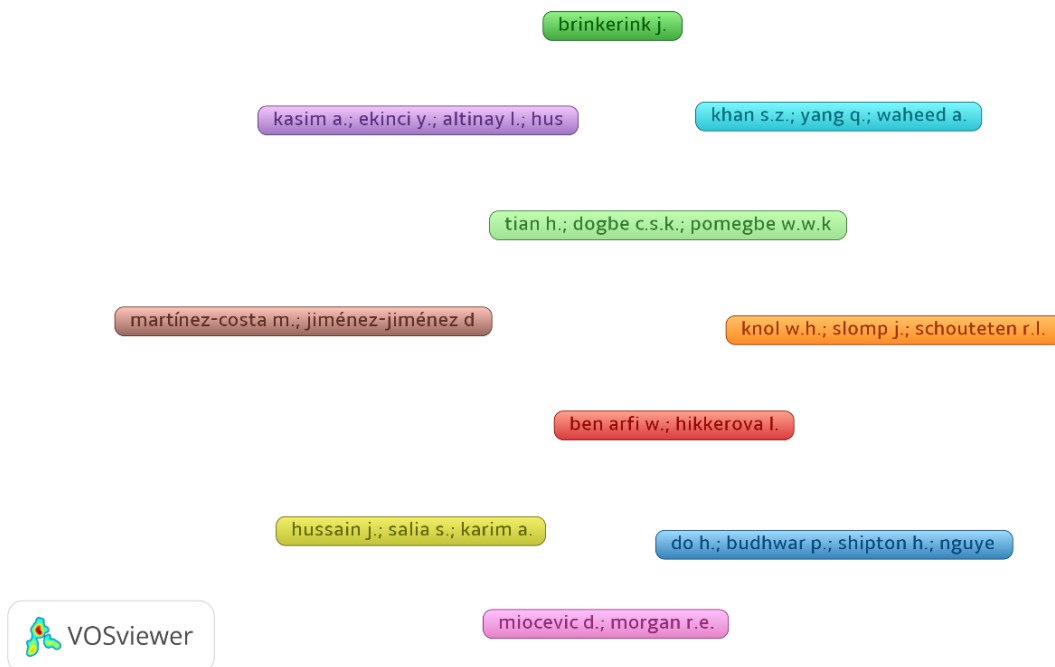 brinkerink j.
kasim a.; ekinci y.; altinay l.; hus
khan s.z.; yang q.; waheed a.
tian h.; dogbe c.s.k.; pomegbe w.w.k
martínez-costa m.; jiménez-jiménez d
knol w.h.; slomp j.; schouteten r.l.
ben arfi w.; hikkerova l.
hussain j.; salia s.; karim a.
do h.; budhwar p.; shipton h.; nguye
miocevic d.; morgan r.e.
VOSviewer